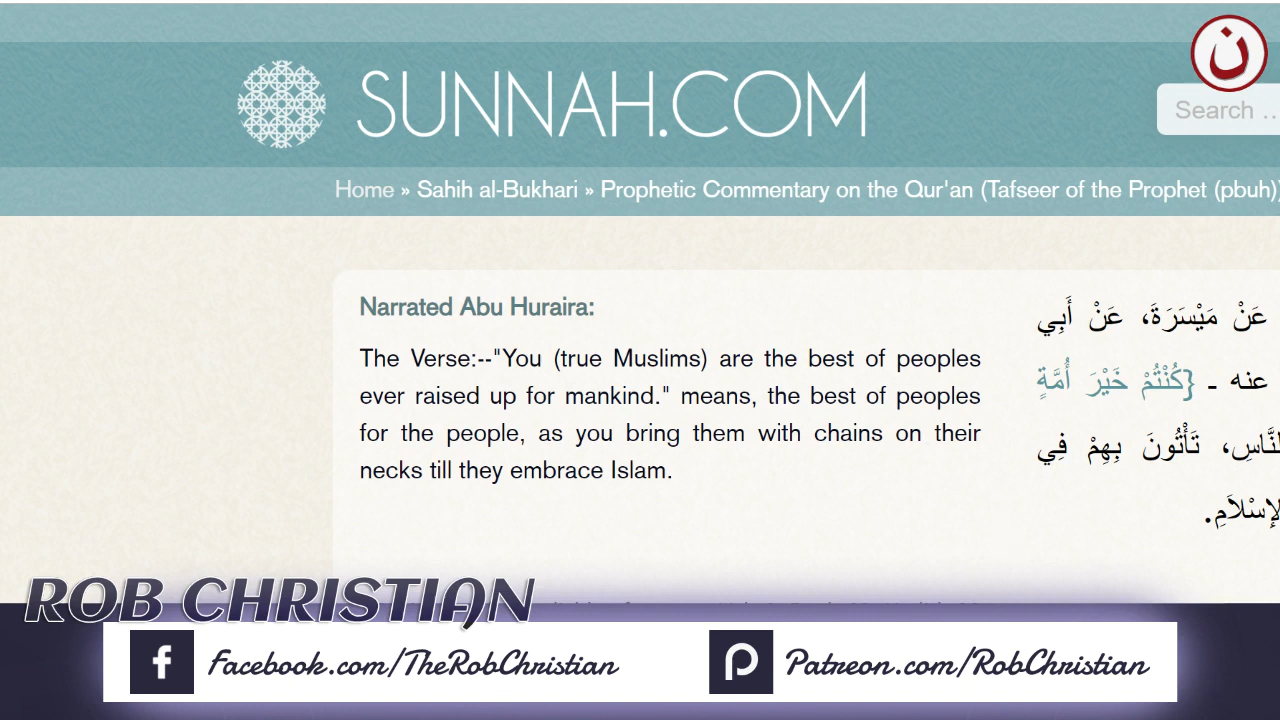 ن
SUNNAH.COM
Search ...
Home » Sahih al-Bukhari » Prophetic Commentary on the Qur'an (Tafseer of the Prophet (pbuh))
Narrated Abu Huraira:
The Verse:--"You (true Muslims) are the best of peoples
ever raised up for mankind." means, the best of peoples
for the people, as you bring them with chains on their
necks till they embrace Islam.
عَنْ مَيْسَرَةَ، عَنْ أَبِي
عنه ـ {كُنْتُمْ خَيْرَ أُمَّةٍ
لنَّاسِ، تَأْتُونَ بِهِمْ فِي
لإِسْلاَمِ.
ROB CHRISTIAN
f Facebook.com/TheRobChristian
Patreon.com/RobChristian